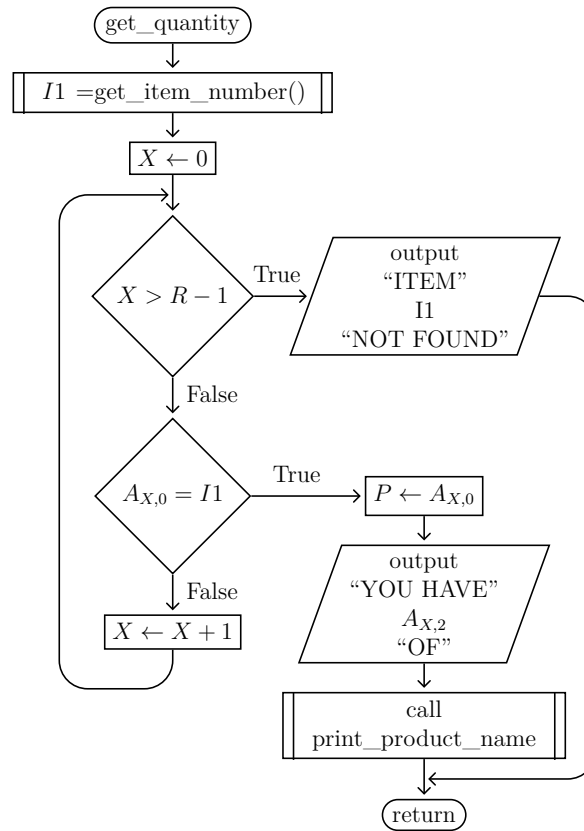 get_quantity
I1 =get_item_number()
X ← 0
X > R − 1
True
output
“ITEM”
I1
“NOT FOUND”
False
A_{X,0} = I1
True
P ← A_{X,0}
output
“YOU HAVE”
A_{X,2}
“OF”
False
X ← X + 1
call
print_product_name
return